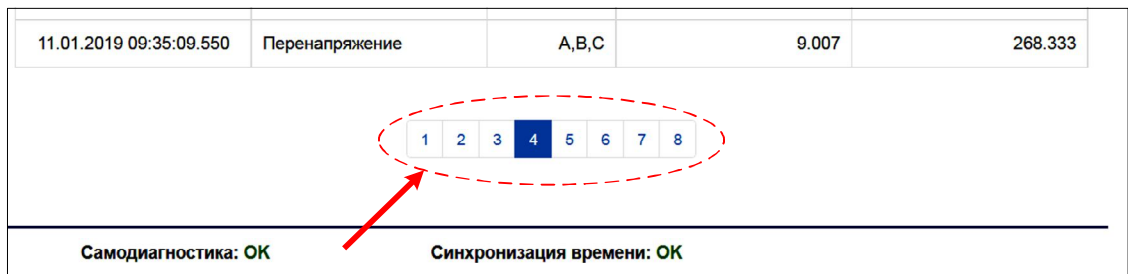 11.01.2019 09:35:09.550 Перенапряжение A,B,C 9.007 268.333
1 2 3 4 5 6 7 8
Самодиагностика: OK Синхронизация времени: OK